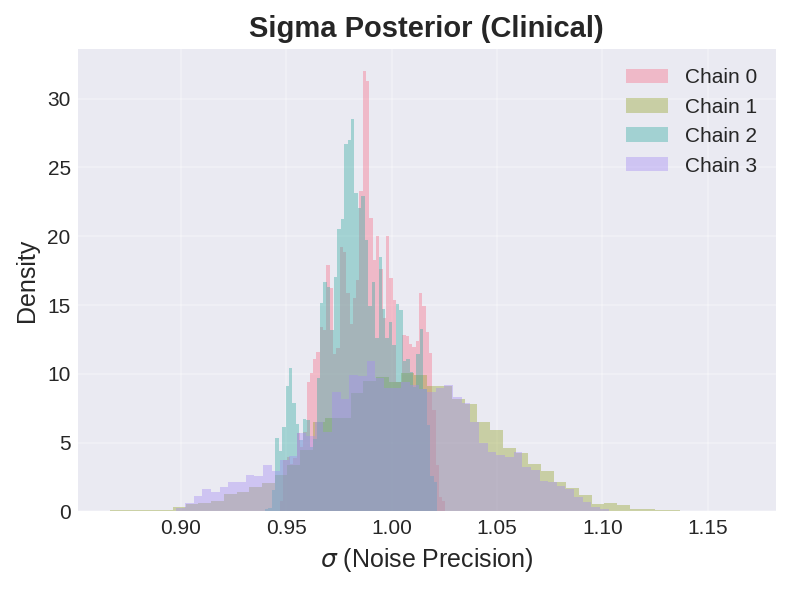 Sigma Posterior (Clinical)
Chain 0
Chain 1
Chain 2
Chain 3
Density
30
25
20
15
10
5
0
0.90 0.95 1.00 1.05 1.10 1.15
σ (Noise Precision)